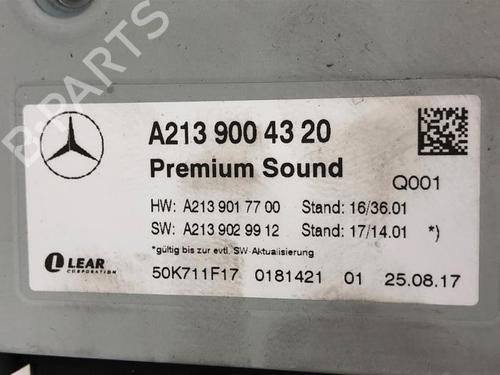 B-PARTS
A213 900 43 20
Premium Sound
Q001
HW: A213 901 77 00 Stand: 16/36.01
SW: A213 902 99 12 Stand: 17/14.01 *)
*gültig bis zur evtl. SW-Aktualisierung
LEAR
CORPORATION
50K711F17 0181421 01 25.08.17